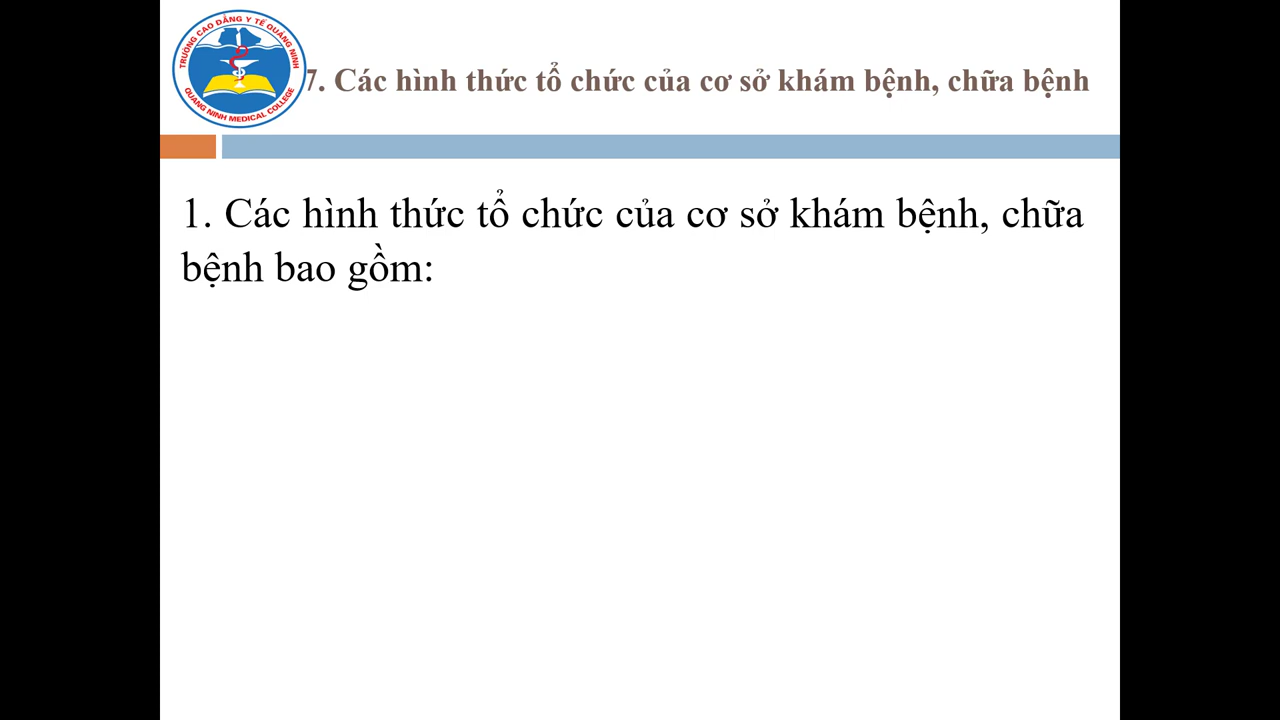 TRƯỜNG CAO ĐẲNG Y TẾ QUẢNG NINH
QUANG NINH MEDICAL COLLEGE
7. Các hình thức tổ chức của cơ sở khám bệnh, chữa bệnh
1. Các hình thức tổ chức của cơ sở khám bệnh, chữa
bệnh bao gồm: